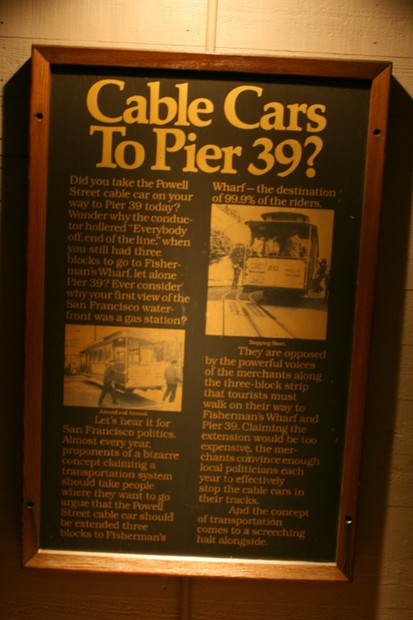 Cable Cars
To Pier 39?
Did you take the Powell
Street cable car on your
way to Pier 39 today?
Wonder why the conduc-
tor hollered "Everybody
off, end of the line," when
you still had three
blocks to go to Fisher-
man's Wharf, let alone
Pier 39? Ever consider
why your first view of the
San Francisco water-
front was a gas station?
Let's hear it for
San Francisco politics.
Almost every year,
proponents of a bizarre
concept claiming a
transportation system
should take people
where they want to go
argue that the Powell
Street cable car should
be extended three
blocks to Fisherman's
Wharf — the destination
of 99.9% of the riders.
They are opposed
by the powerful voices
of the merchants along
the three-block strip
that tourists must
walk on their way to
Fisherman's Wharf and
Pier 39. Claiming the
extension would be too
expensive, the mer-
chants convince enough
local politicians each
year to effectively
stop the cable cars in
their tracks.
And the concept
of transportation
comes to a screeching
halt alongside.